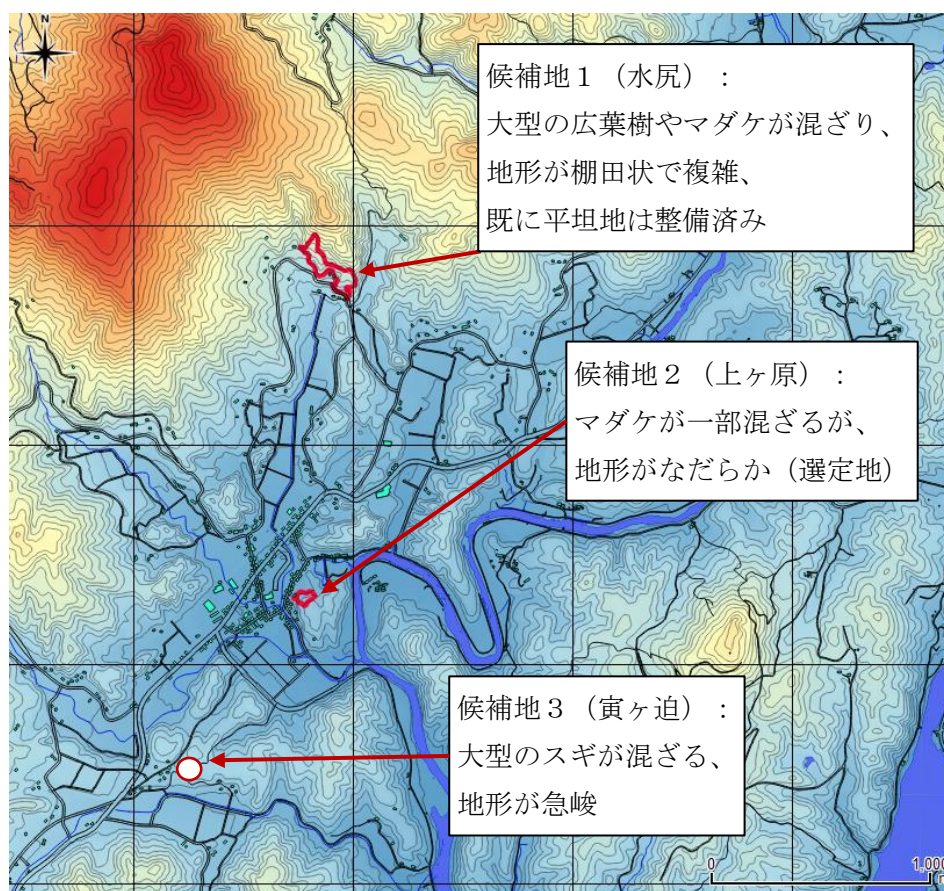 N
候補地1（水尻）：
大型の広葉樹やマダケが混ざり、
地形が棚田状で複雑、
既に平坦地は整備済み
候補地2（上ヶ原）：
マダケが一部混ざるが、
地形がなだらか（選定地）
候補地3（寅ヶ迫）：
大型のスギが混ざる、
地形が急峻
0 1,000